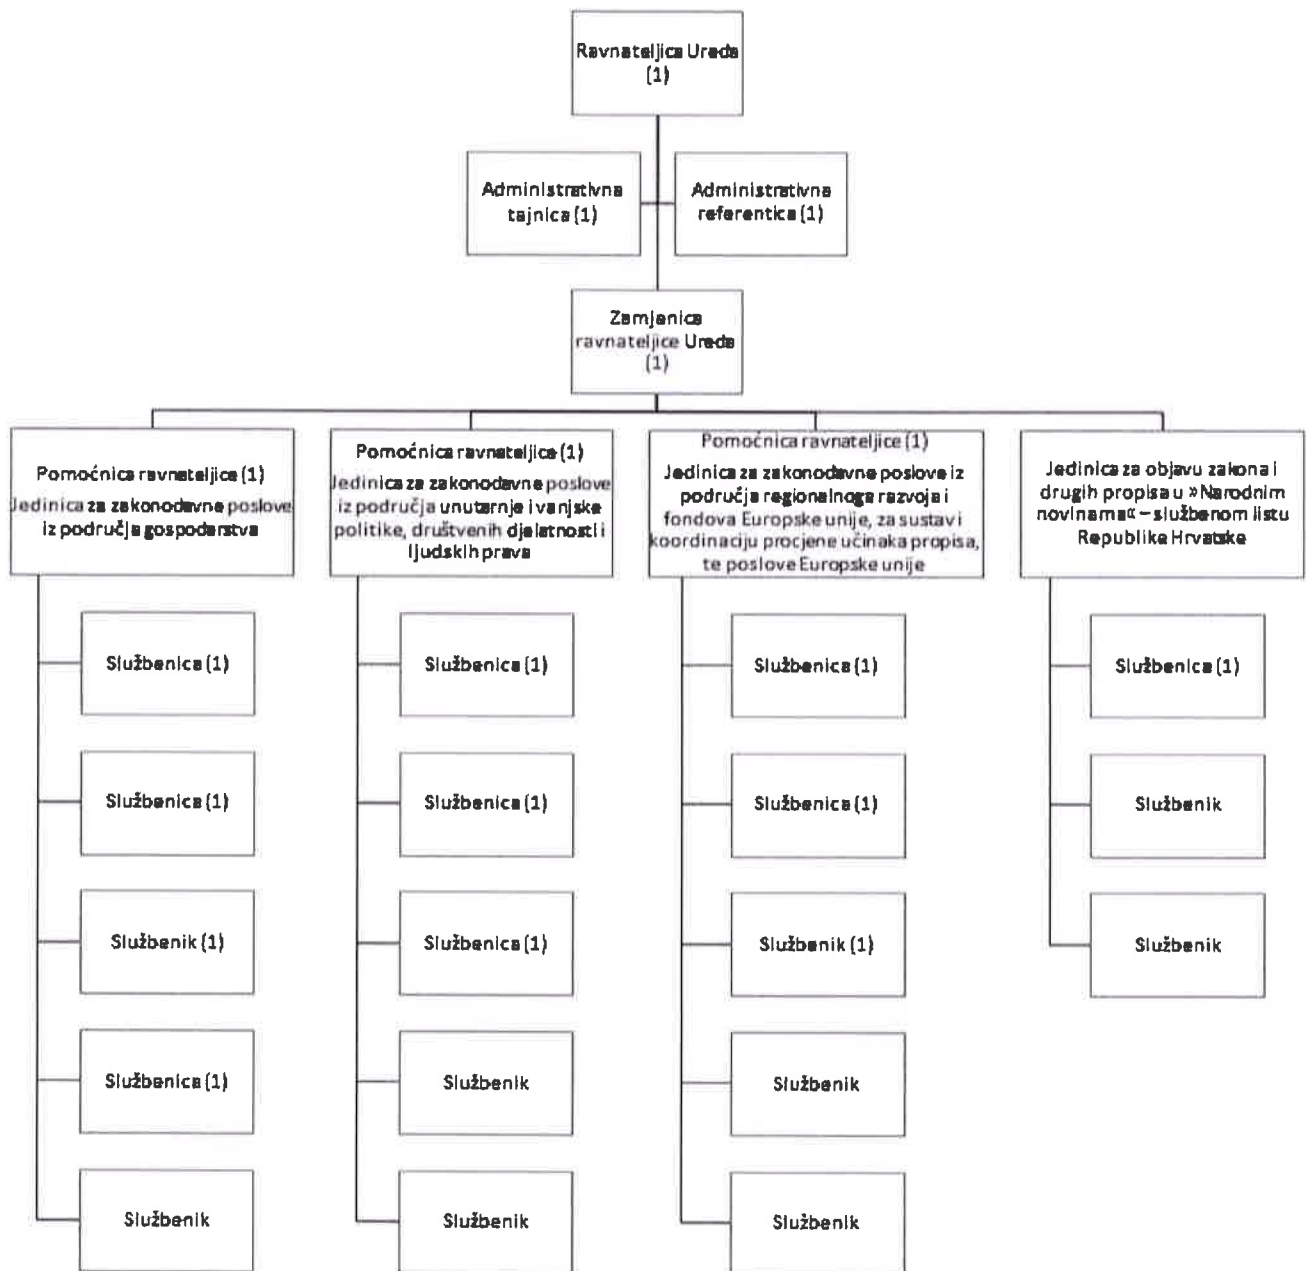 Ravnateljica Ureda
(1)
Administrativna
tajnica (1)
Administrativna
referentica (1)
Zamjenica
ravnateljice Ureda
(1)
Pomoćnica ravnateljice (1)
Jedinica za zakonodavne poslove
iz područja gospodarstva
Službenica (1)
Službenica (1)
Službenik (1)
Službenica (1)
Službenik
Pomoćnica ravnateljice (1)
Jedinica za zakonodavne poslove
iz područja unutarnje i vanjske
politike, društvenih djelatnosti i
ljudskih prava
Službenica (1)
Službenica (1)
Službenica (1)
Službenik
Službenik
Pomoćnica ravnateljice (1)
Jedinica za zakonodavne poslove iz
područja regionalnoga razvoja i
fondova Europske unije, za sustav i
koordinaciju procjene učinaka propisa,
te poslove Europske unije
Službenica (1)
Službenica (1)
Službenik (1)
Službenik
Službenik
Jedinica za objavu zakona i
drugih propisa u »Narodnim
novinama« – službenom listu
Republike Hrvatske
Službenica (1)
Službenik
Službenik